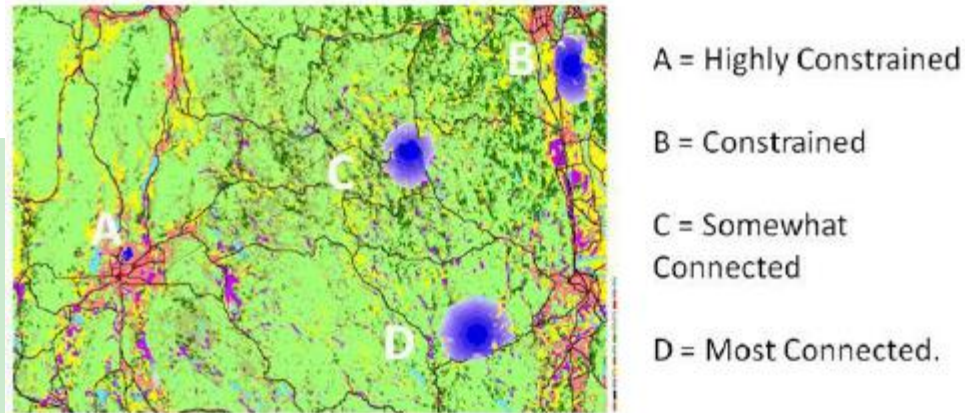 A
B
C
D
A = Highly Constrained
B = Constrained
C = Somewhat
Connected
D = Most Connected.